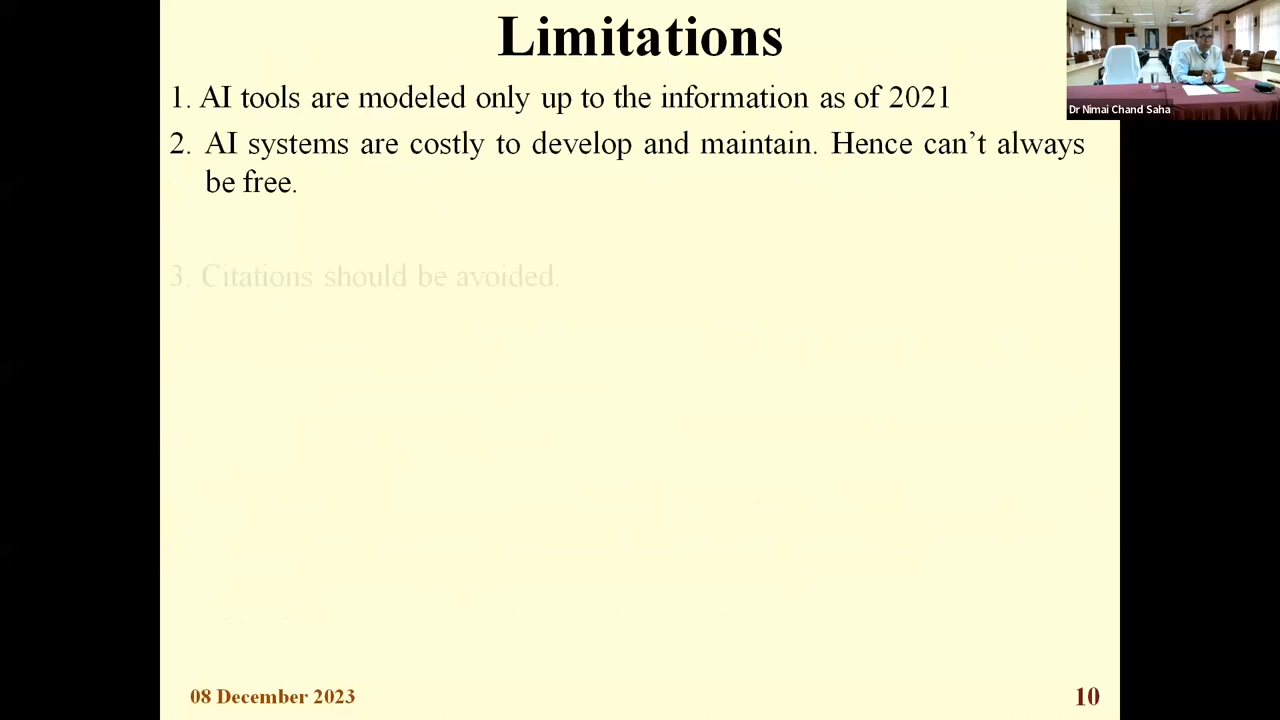 Limitations
Dr Nimai Chand Saha
1. AI tools are modeled only up to the information as of 2021
2. AI systems are costly to develop and maintain. Hence can't always
be free.
3. Citations should be avoided.
08 December 2023
10